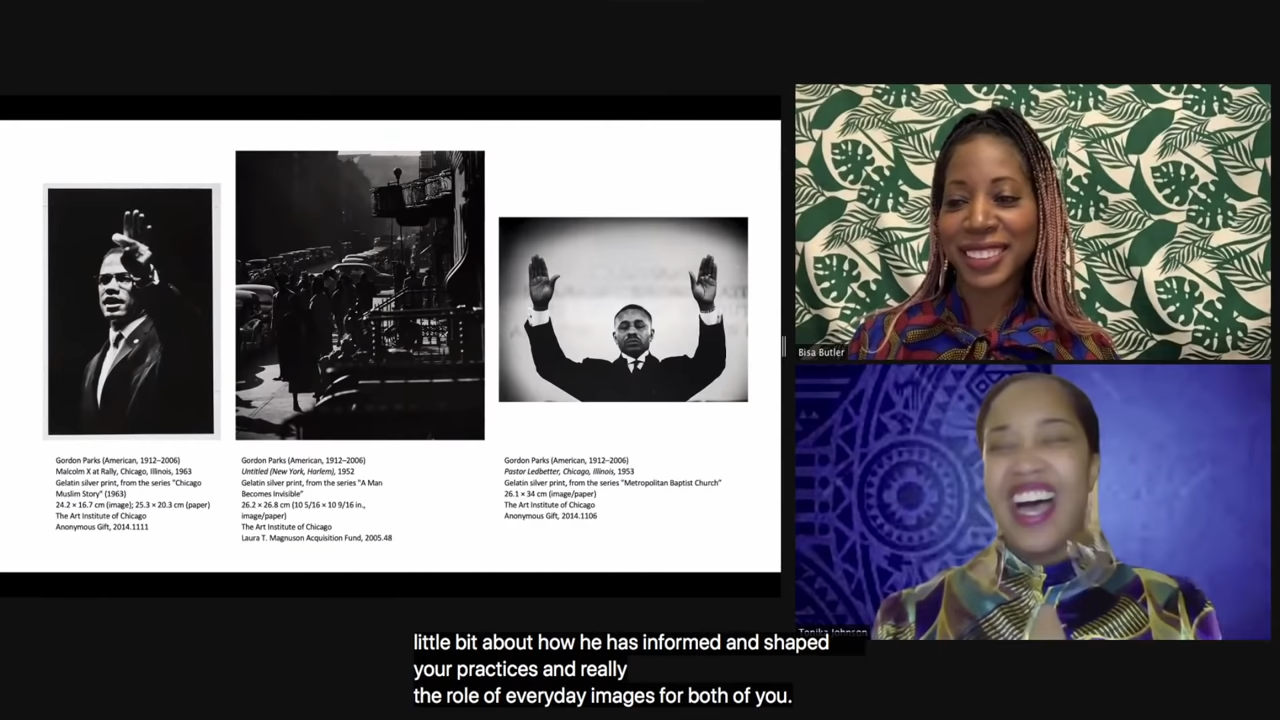 Gordon Parks (American, 1912–2006)
Malcolm X at Rally, Chicago, Illinois, 1963
Gelatin silver print, from the series "Chicago
Muslim Story" (1963)
24.2 × 16.7 cm (image); 25.3 × 20.3 cm (paper)
The Art Institute of Chicago
Anonymous Gift, 2014.1111
Gordon Parks (American, 1912–2006)
Untitled (New York, Harlem), 1952
Gelatin silver print, from the series "A Man
Becomes Invisible"
26.2 × 26.8 cm (10 5/16 × 10 9/16 in.,
image/paper)
The Art Institute of Chicago
Laura T. Magnuson Acquisition Fund, 2005.48
Gordon Parks (American, 1912–2006)
Pastor Ledbetter, Chicago, Illinois, 1953
Gelatin silver print, from the series "Metropolitan Baptist Church"
26.1 × 34 cm (image/paper)
The Art Institute of Chicago
Anonymous Gift, 2014.1106
Bisa Butler
Tonika Johnson
little bit about how he has informed and shaped
your practices and really
the role of everyday images for both of you.